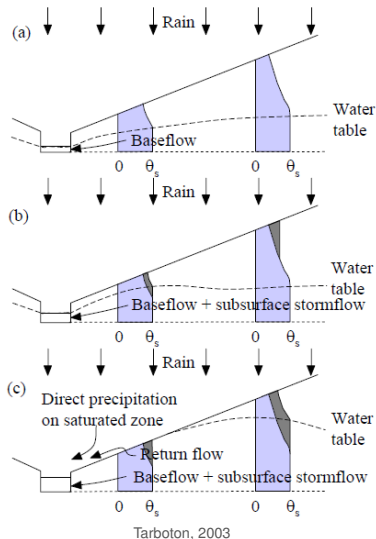 (a)
Rain
Water
table
Baseflow
0 θs 0 θs
(b)
Rain
Water
table
Baseflow + subsurface stormflow
0 θs 0 θs
(c)
Rain
Direct precipitation
on saturated zone
Water
table
Return flow
Baseflow + subsurface stormflow
0 θs 0 θs
Tarboton, 2003